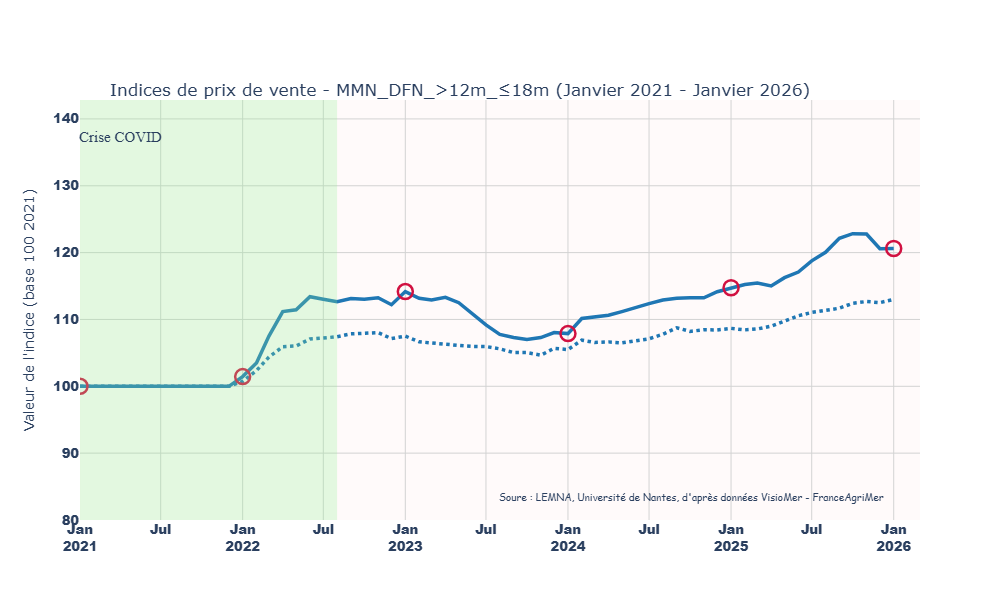 Indices de prix de vente - MMN_DFN_>12m_≤18m (Janvier 2021 - Janvier 2026)
Valeur de l'indice (base 100 2021)
140
130
120
110
100
90
80
Crise COVID
Soure : LEMNA, Université de Nantes, d'après données VisioMer - FranceAgriMer
Jan Jul Jan Jul Jan Jul Jan Jul Jan Jul Jan
2021 2022 2023 2024 2025 2026